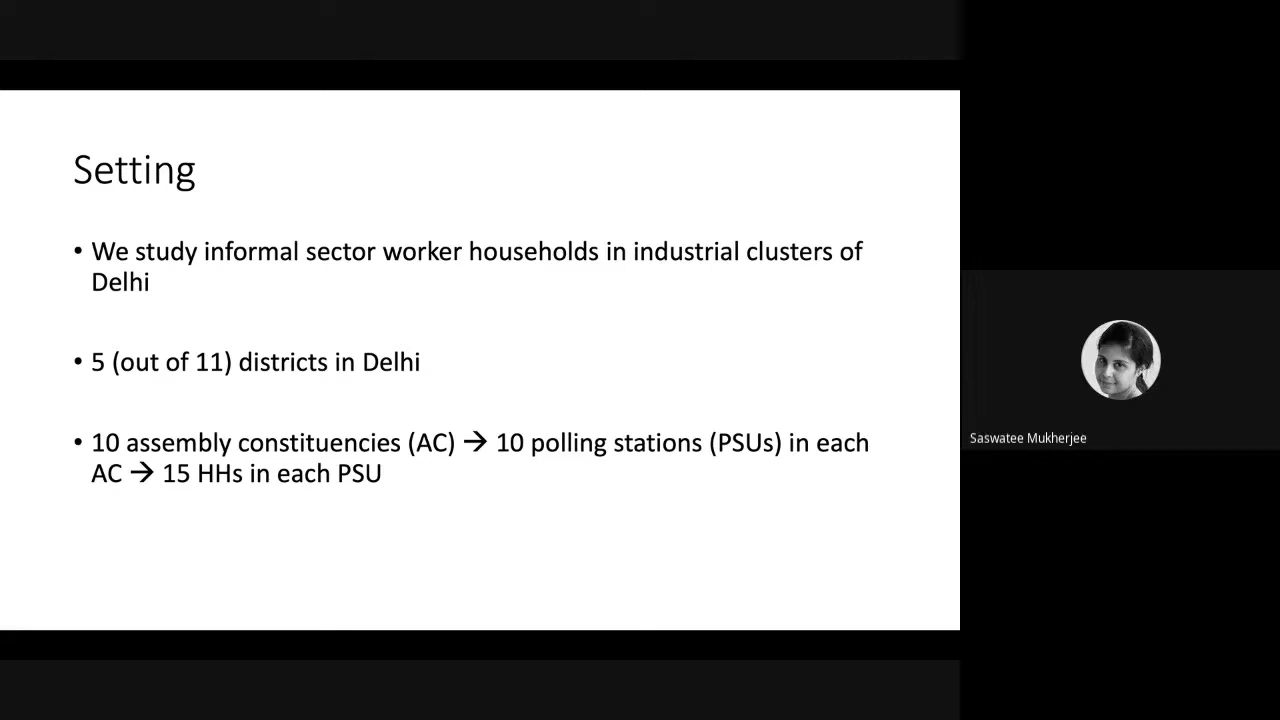 Setting
• We study informal sector worker households in industrial clusters of
Delhi
• 5 (out of 11) districts in Delhi
• 10 assembly constituencies (AC) → 10 polling stations (PSUs) in each
AC → 15 HHs in each PSU
Saswatee Mukherjee